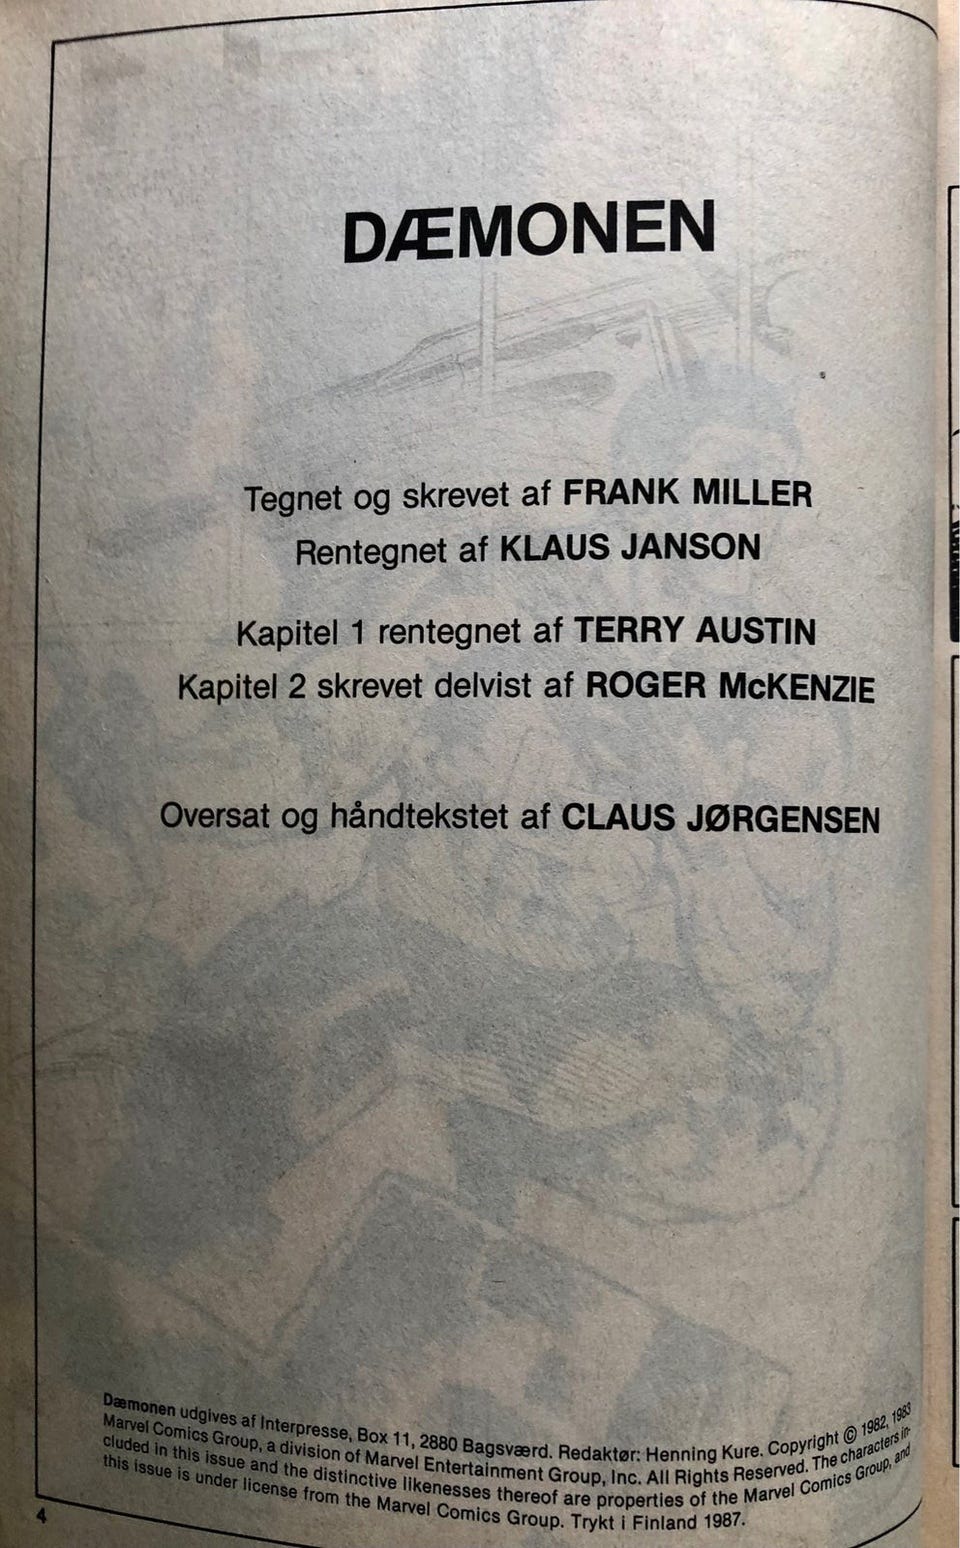 DÆMONEN
Tegnet og skrevet af FRANK MILLER
Rentegnet af KLAUS JANSON
Kapitel 1 rentegnet af TERRY AUSTIN
Kapitel 2 skrevet delvist af ROGER McKENZIE
Oversat og håndtekstet af CLAUS JØRGENSEN
Dæmonen udgives af Interpresse, Box 11, 2880 Bagsværd. Redaktør: Henning Kure. Copyright © 1982, 1983
Marvel Comics Group, a division of Marvel Entertainment Group, Inc. All Rights Reserved. The characters in-
cluded in this issue and the distinctive likenesses thereof are properties of the Marvel Comics Group, and
this issue is under license from the Marvel Comics Group. Trykt i Finland 1987.
4